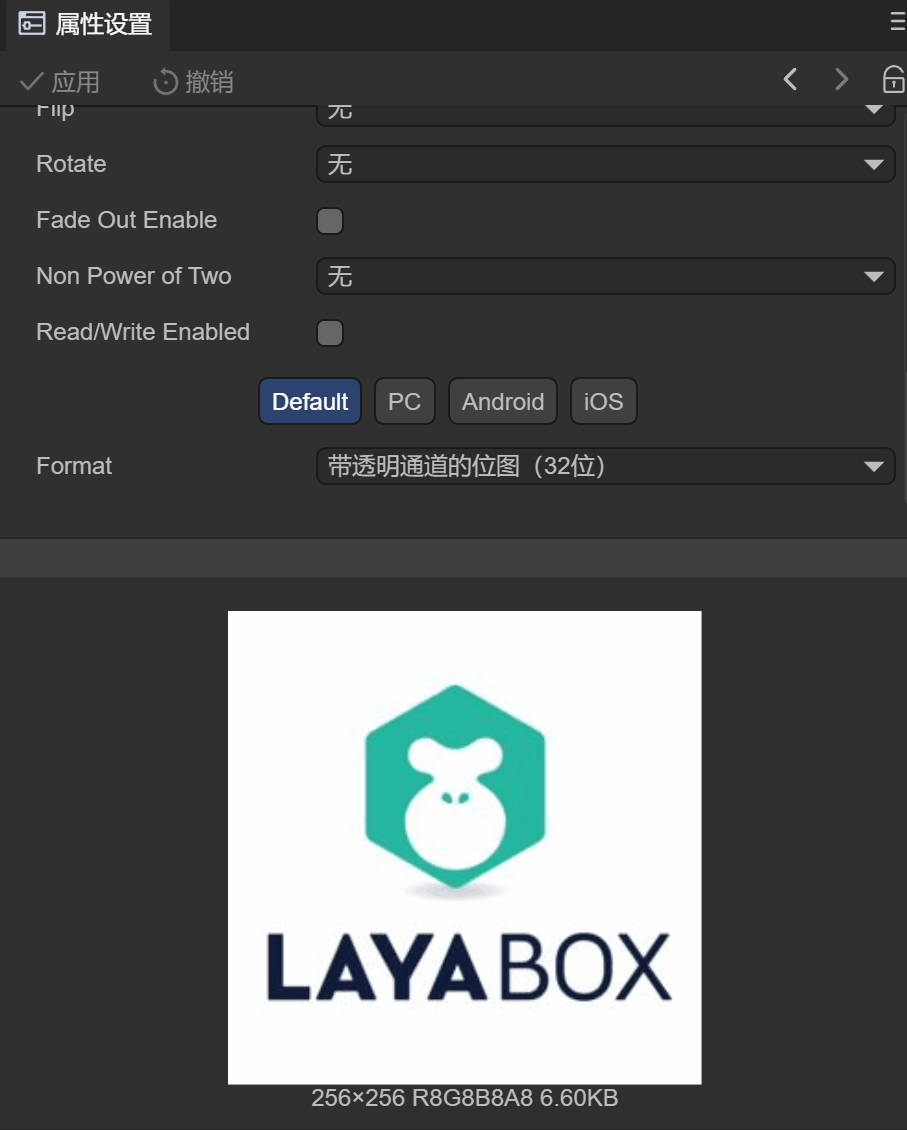 属性设置
应用 撤销
Flip 无
Rotate 无
Fade Out Enable
Non Power of Two 无
Read/Write Enabled
Default PC Android iOS
Format 带透明通道的位图（32位）
LAYABOX
256×256 R8G8B8A8 6.60KB